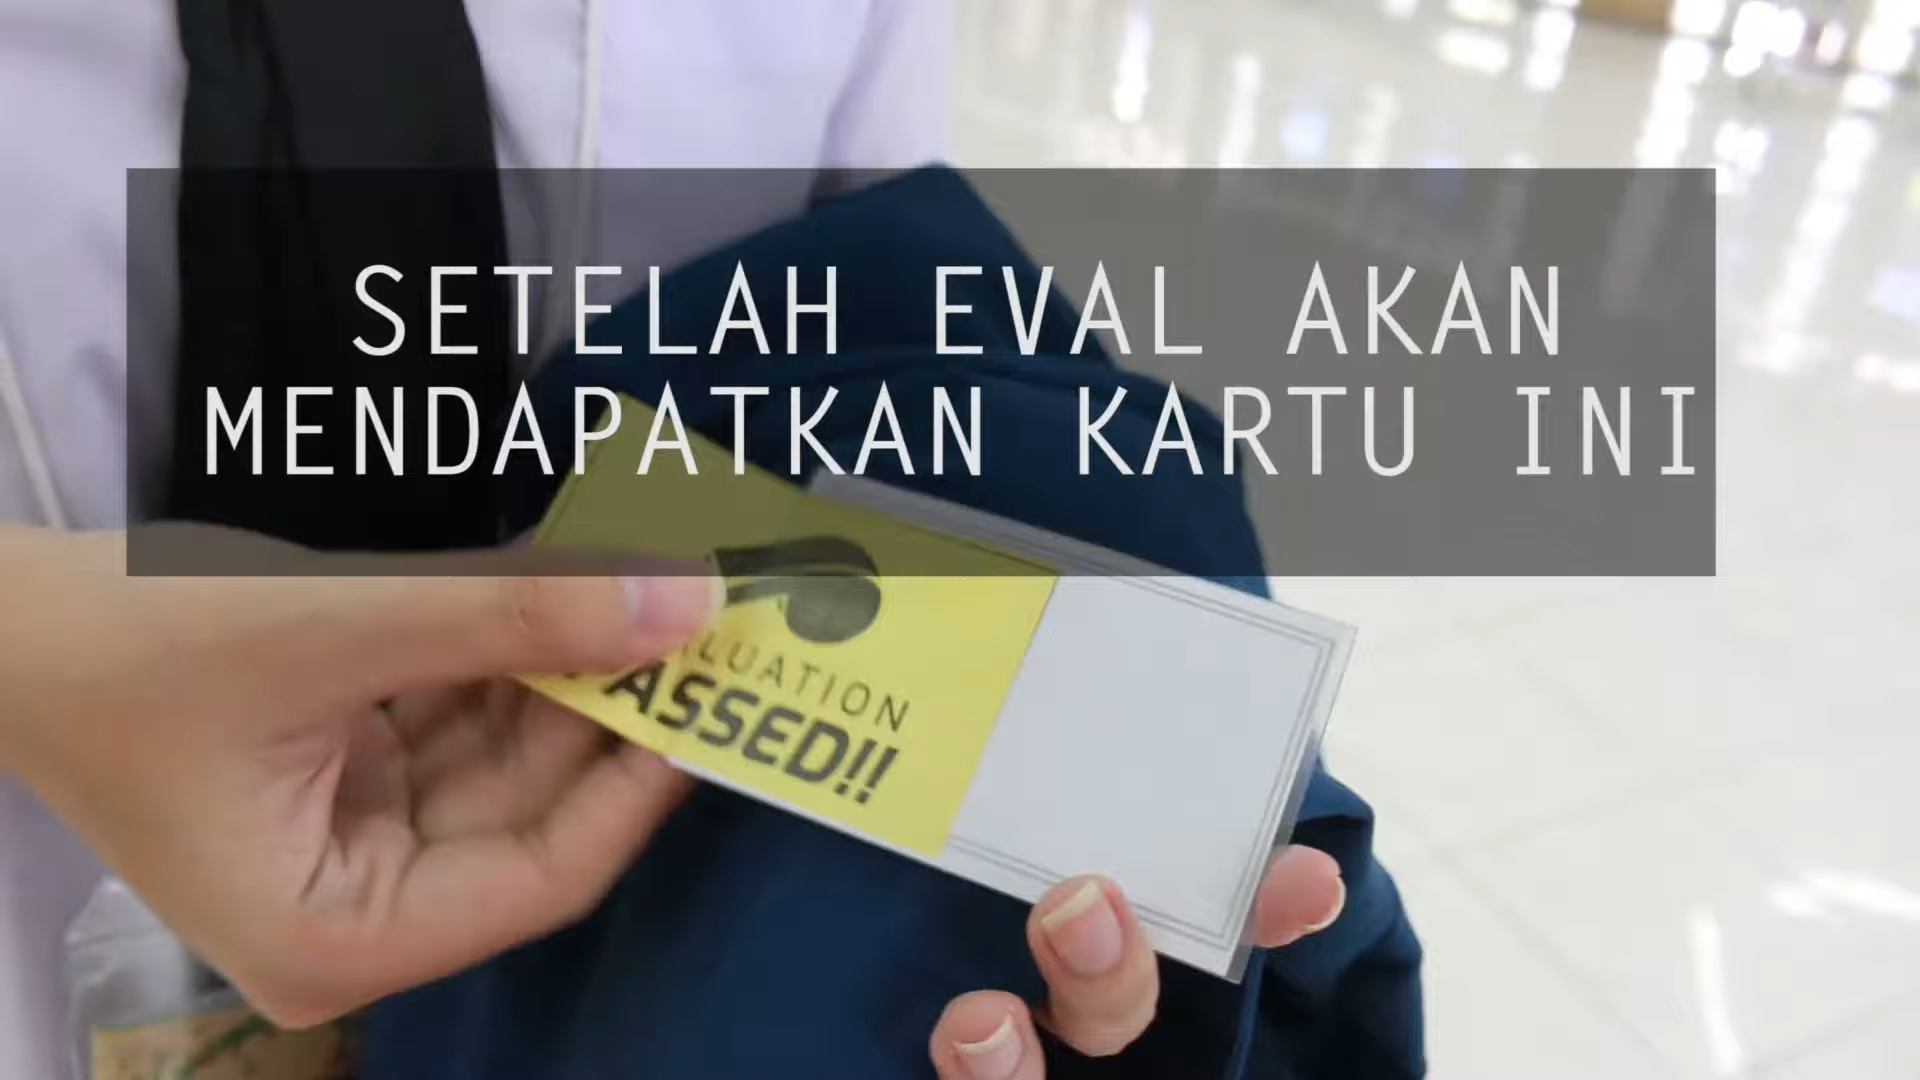 SETELAH EVAL AKAN
MENDAPATKAN KARTU INI
LUATION
ASSED!!